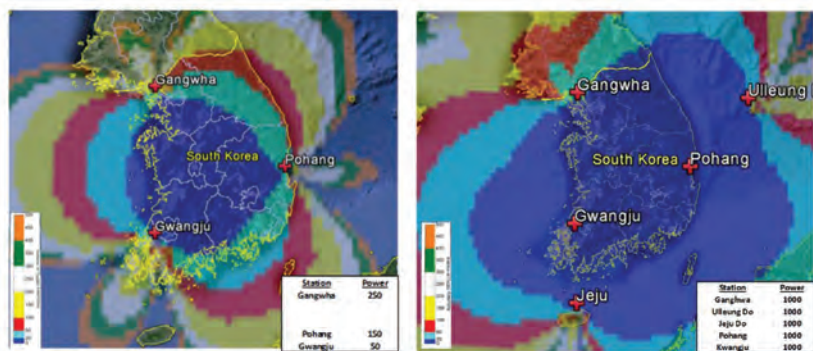 Gangwha
South Korea
Pohang
Gwangju
Station Power
Gangwha 250
Pohang 150
Gwangju 50
Gangwha
Ulleung
South Korea
Pohang
Gwangju
Jeju
Station Power
Ganghwa 1000
Ulleung Do 1000
Jeju Do 1000
Pohang 1000
Kwangju 1000